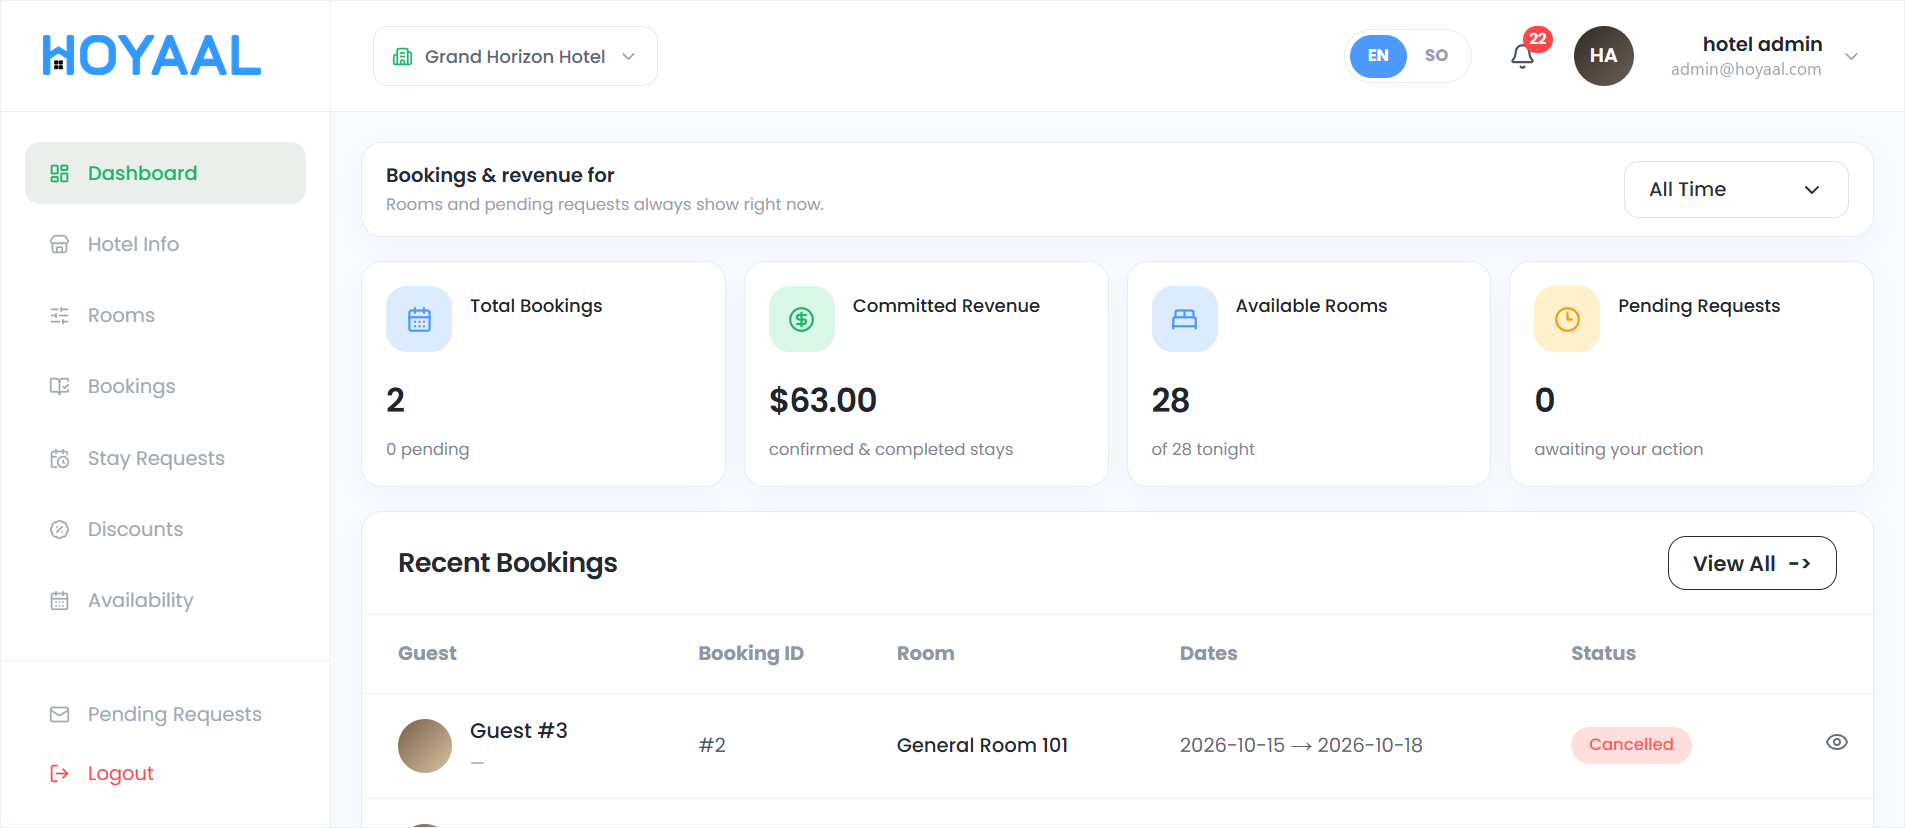 HOYAAL
Grand Horizon Hotel
EN SO
22
HA
hotel admin
admin@hoyaal.com
Dashboard
Hotel Info
Rooms
Bookings
Stay Requests
Discounts
Availability
Pending Requests
Logout
Bookings & revenue for
Rooms and pending requests always show right now.
All Time
Total Bookings
2
0 pending
Committed Revenue
$63.00
confirmed & completed stays
Available Rooms
28
of 28 tonight
Pending Requests
0
awaiting your action
Recent Bookings
View All ->
Guest Booking ID Room Dates Status
Guest #3
—
#2
General Room 101
2026-10-15 → 2026-10-18
Cancelled